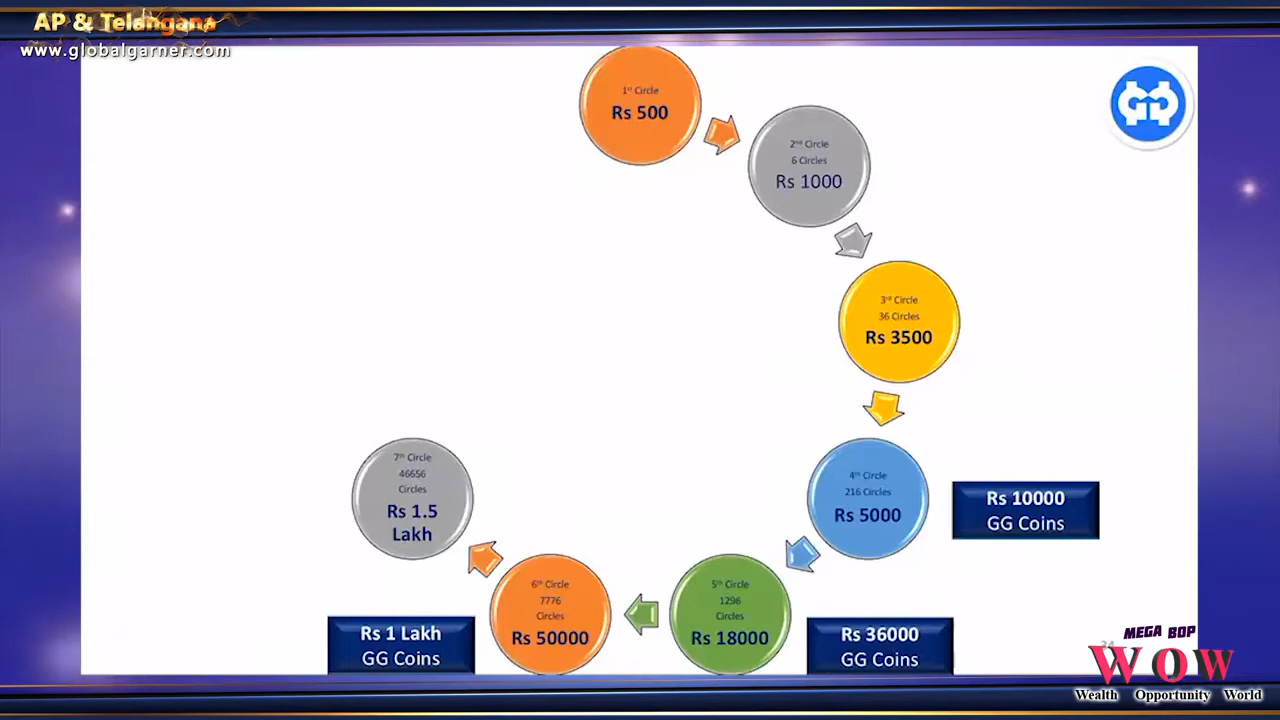 AP & Telangana
www.globalgarner.com
GG
1st Circle
Rs 500
2nd Circle
6 Circles
Rs 1000
3rd Circle
36 Circles
Rs 3500
4th Circle
216 Circles
Rs 5000
Rs 10000
GG Coins
5th Circle
1296
Circles
Rs 18000
Rs 36000
GG Coins
6th Circle
7776
Circles
Rs 50000
Rs 1 Lakh
GG Coins
7th Circle
46656
Circles
Rs 1.5
Lakh
MEGA BOP
WOW
Wealth Opportunity World